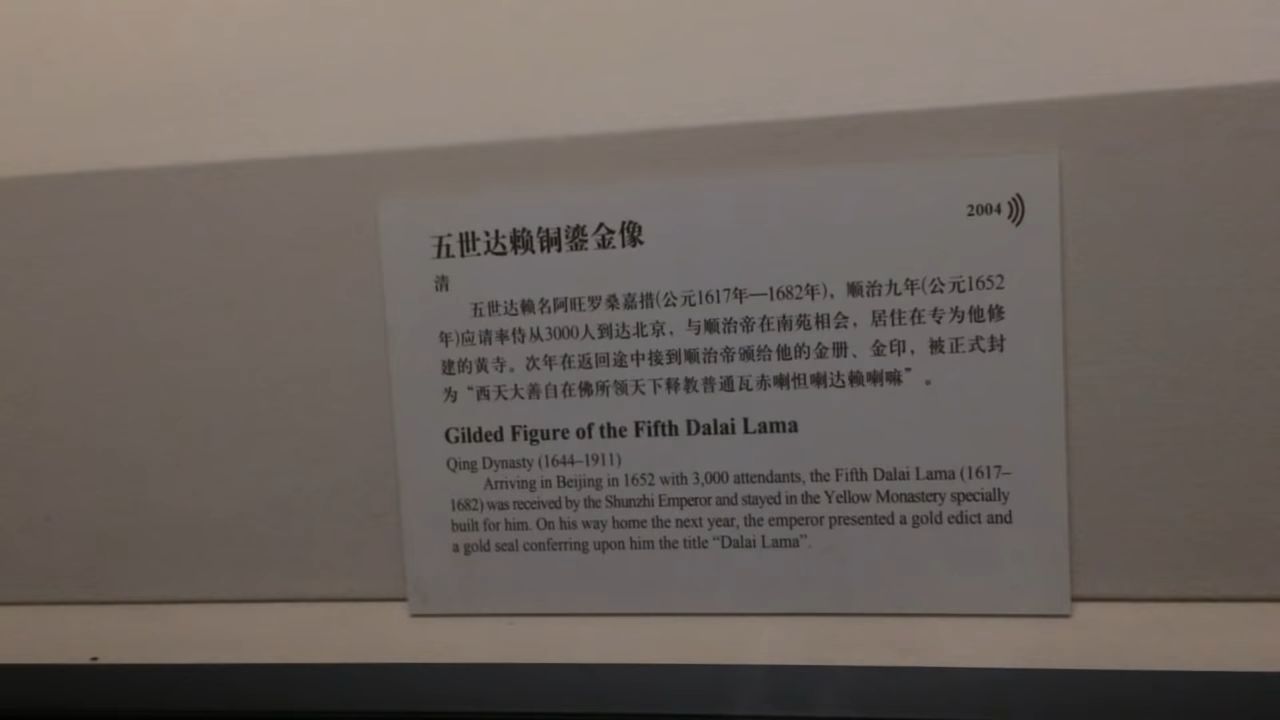 五世达赖铜鎏金像
2004
清
五世达赖名阿旺罗桑嘉措(公元1617年—1682年)，顺治九年(公元1652
年)应请率侍从3000人到达北京，与顺治帝在南苑相会，居住在专为他修
建的黄寺。次年在返回途中接到顺治帝颁给他的金册、金印，被正式封
为“西天大善自在佛所领天下释教普通瓦赤喇怛喇达赖喇嘛”。
Gilded Figure of the Fifth Dalai Lama
Qing Dynasty (1644–1911)
Arriving in Beijing in 1652 with 3,000 attendants, the Fifth Dalai Lama (1617–
1682) was received by the Shunzhi Emperor and stayed in the Yellow Monastery specially
built for him. On his way home the next year, the emperor presented a gold edict and
a gold seal conferring upon him the title “Dalai Lama”.